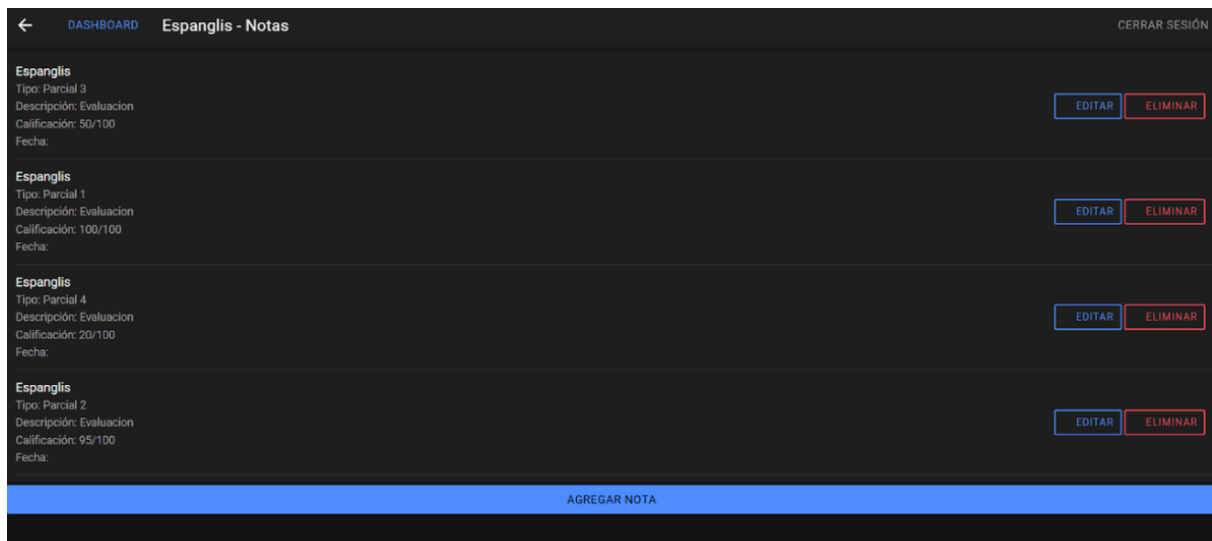 DASHBOARD Espanglis - Notas CERRAR SESIÓN
Espanglis
Tipo: Parcial 3
Descripción: Evaluacion
Calificación: 50/100
Fecha:
EDITAR ELIMINAR
Espanglis
Tipo: Parcial 1
Descripción: Evaluacion
Calificación: 100/100
Fecha:
EDITAR ELIMINAR
Espanglis
Tipo: Parcial 4
Descripción: Evaluacion
Calificación: 20/100
Fecha:
EDITAR ELIMINAR
Espanglis
Tipo: Parcial 2
Descripción: Evaluacion
Calificación: 95/100
Fecha:
EDITAR ELIMINAR
AGREGAR NOTA